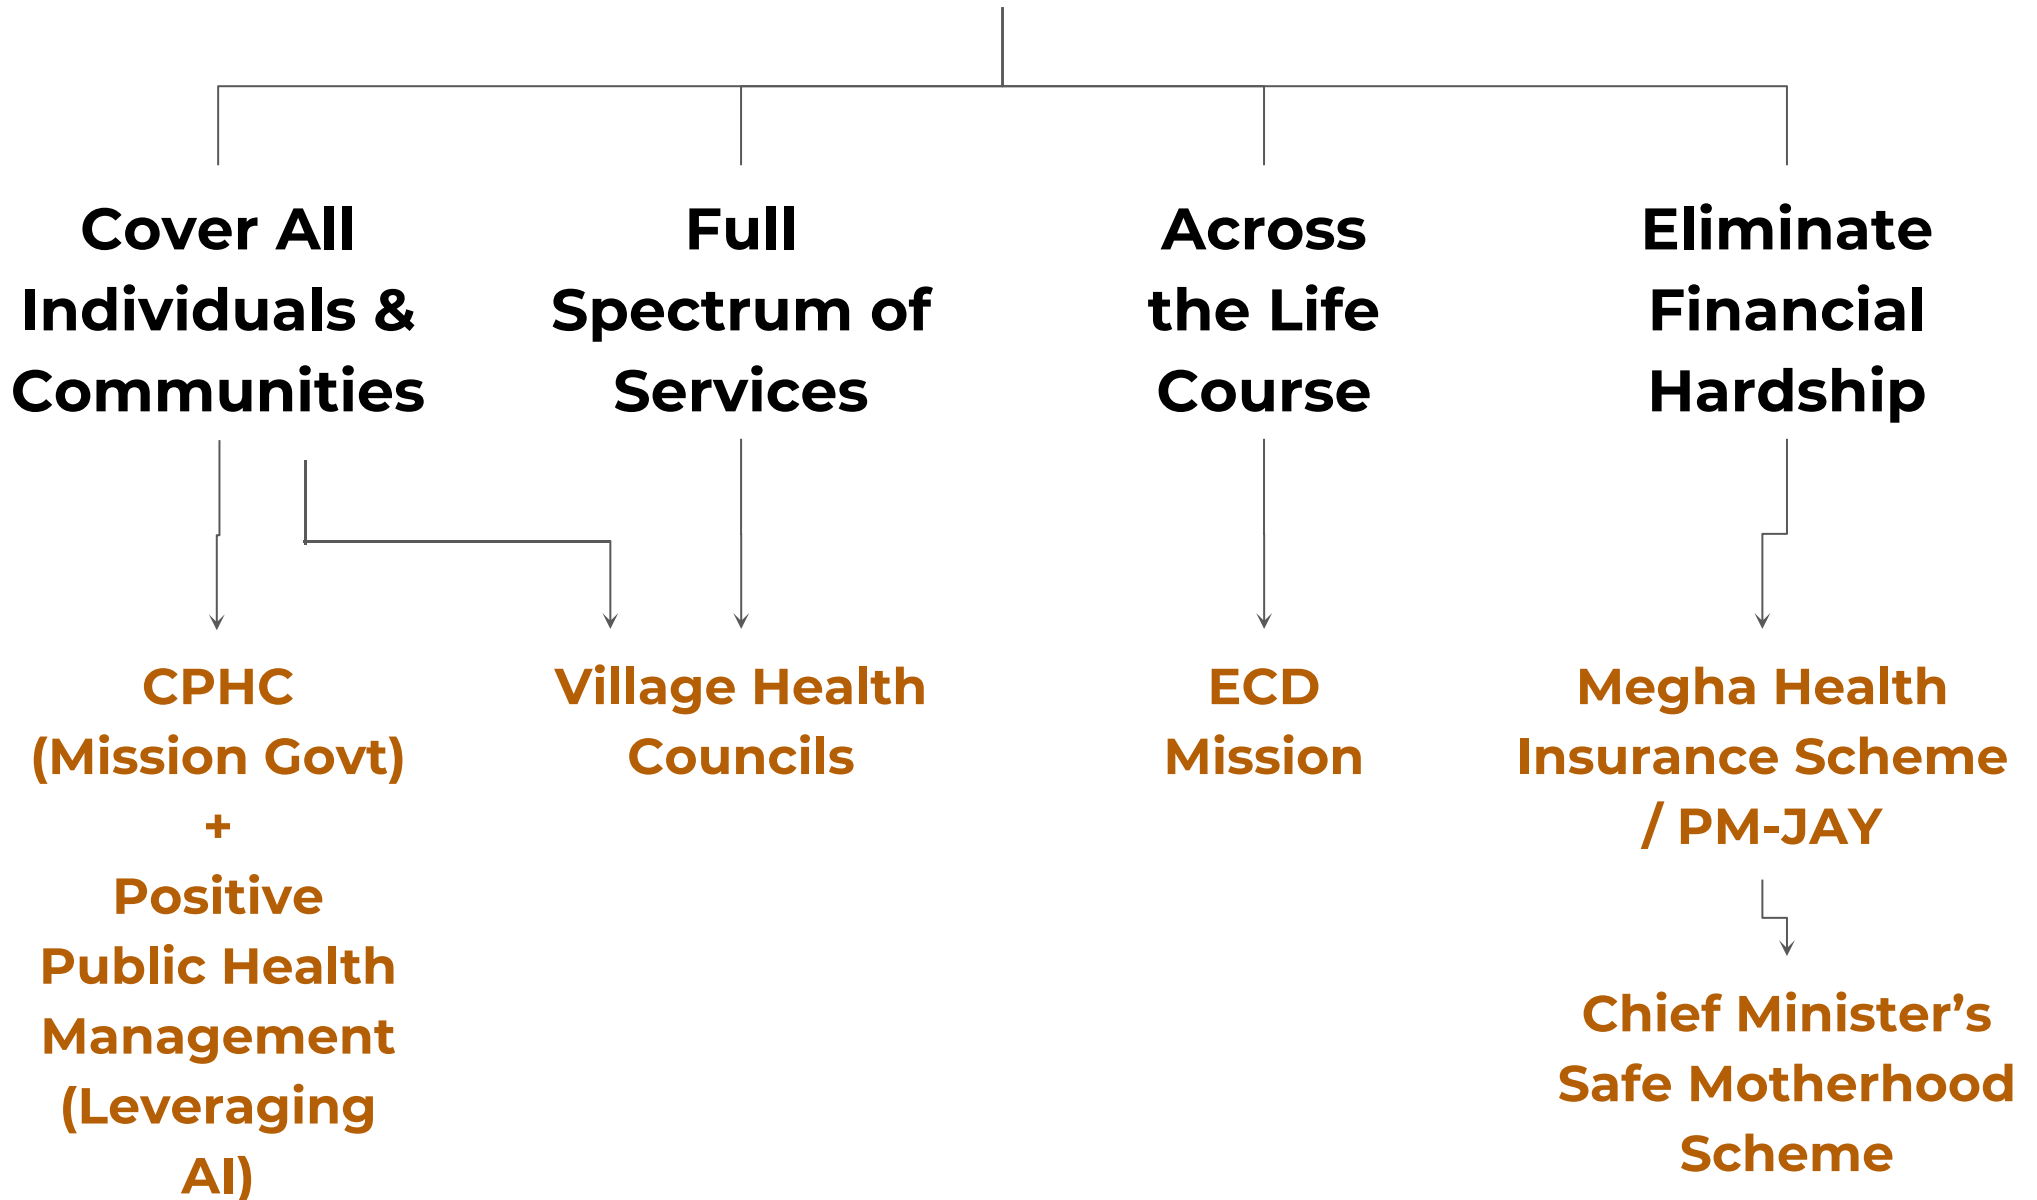 Cover All
Individuals &
Communities
Full
Spectrum of
Services
Across
the Life
Course
Eliminate
Financial
Hardship
CPHC
(Mission Govt)
+
Positive
Public Health
Management
(Leveraging
AI)
Village Health
Councils
ECD
Mission
Megha Health
Insurance Scheme
/ PM-JAY
Chief Minister’s
Safe Motherhood
Scheme